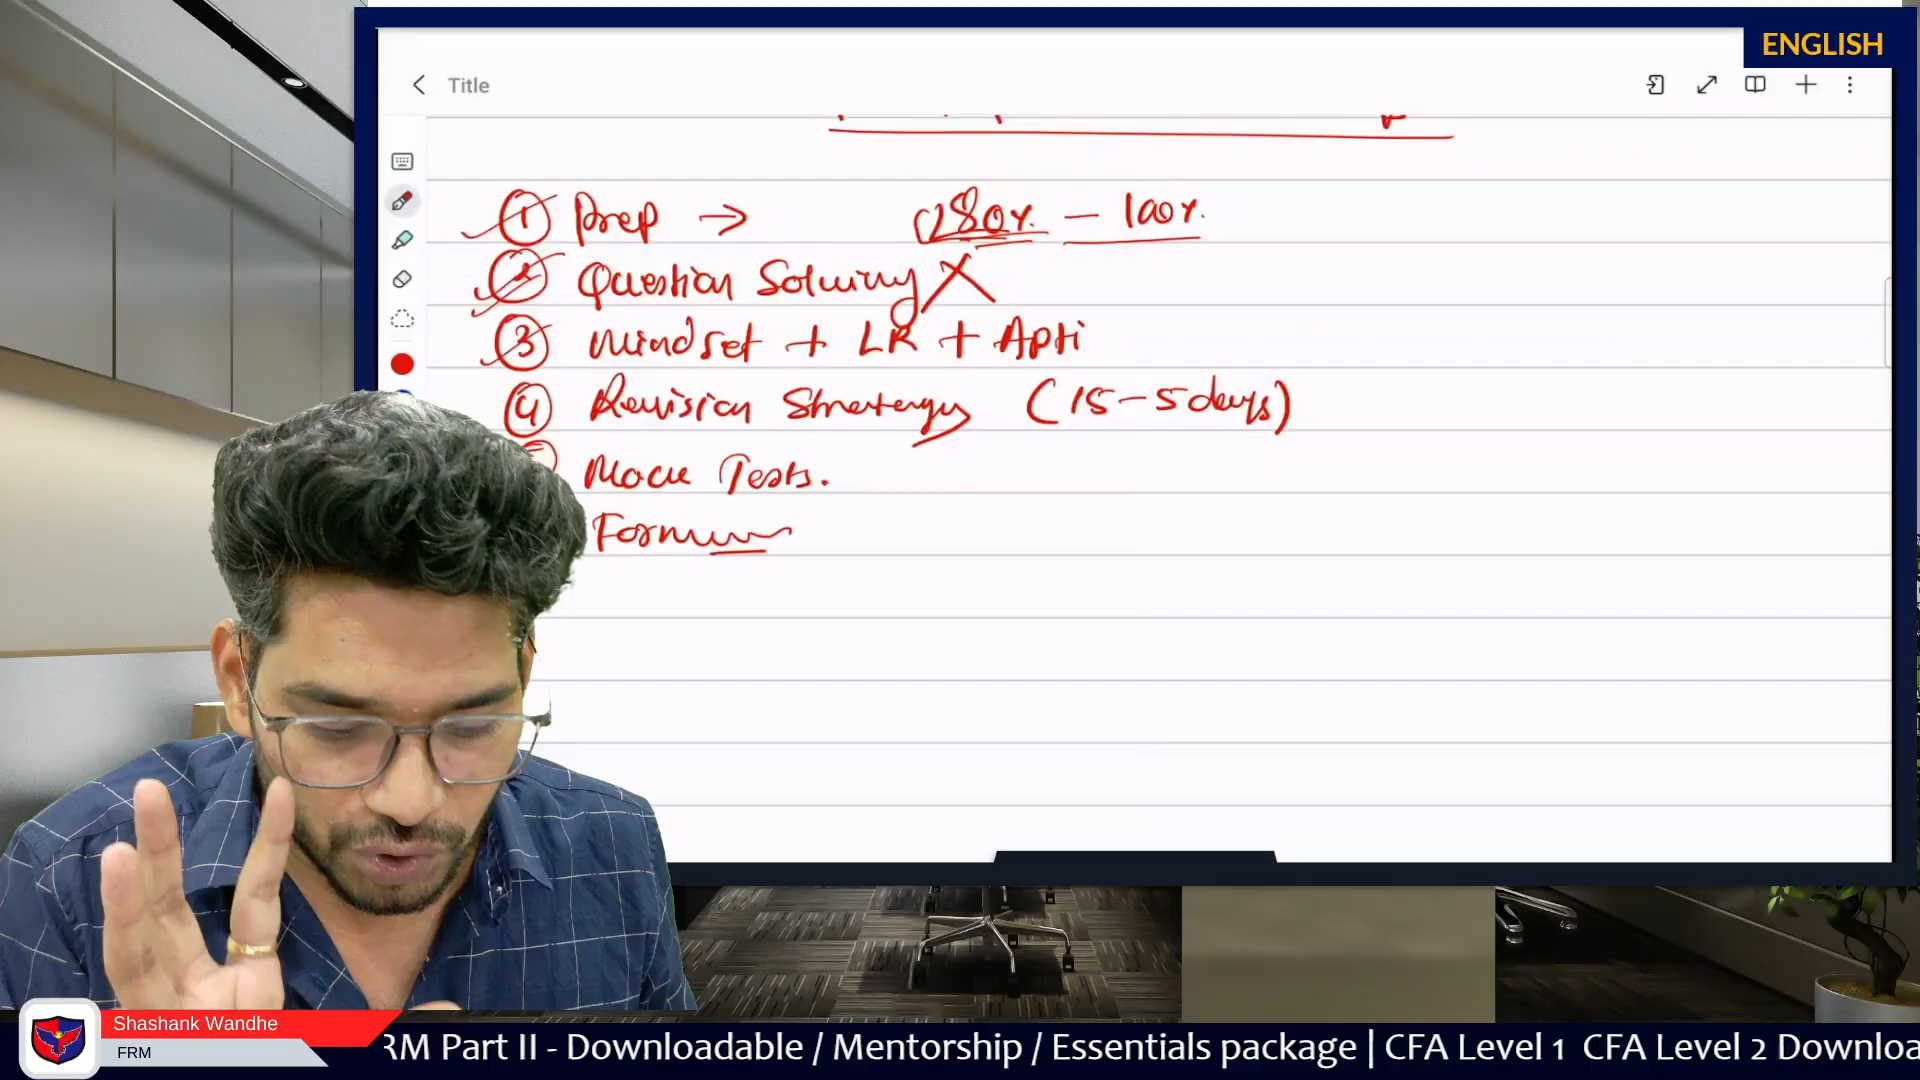 ENGLISH
Title
① Prep → 80% — 100%.
② Question Solving X
③ Mindset + LR + Apti
④ Revision Strategy (15-5 days)
Mock Tests.
Shashank Wandhe
FRM
RM Part II - Downloadable / Mentorship / Essentials package | CFA Level 1 CFA Level 2 Downloa